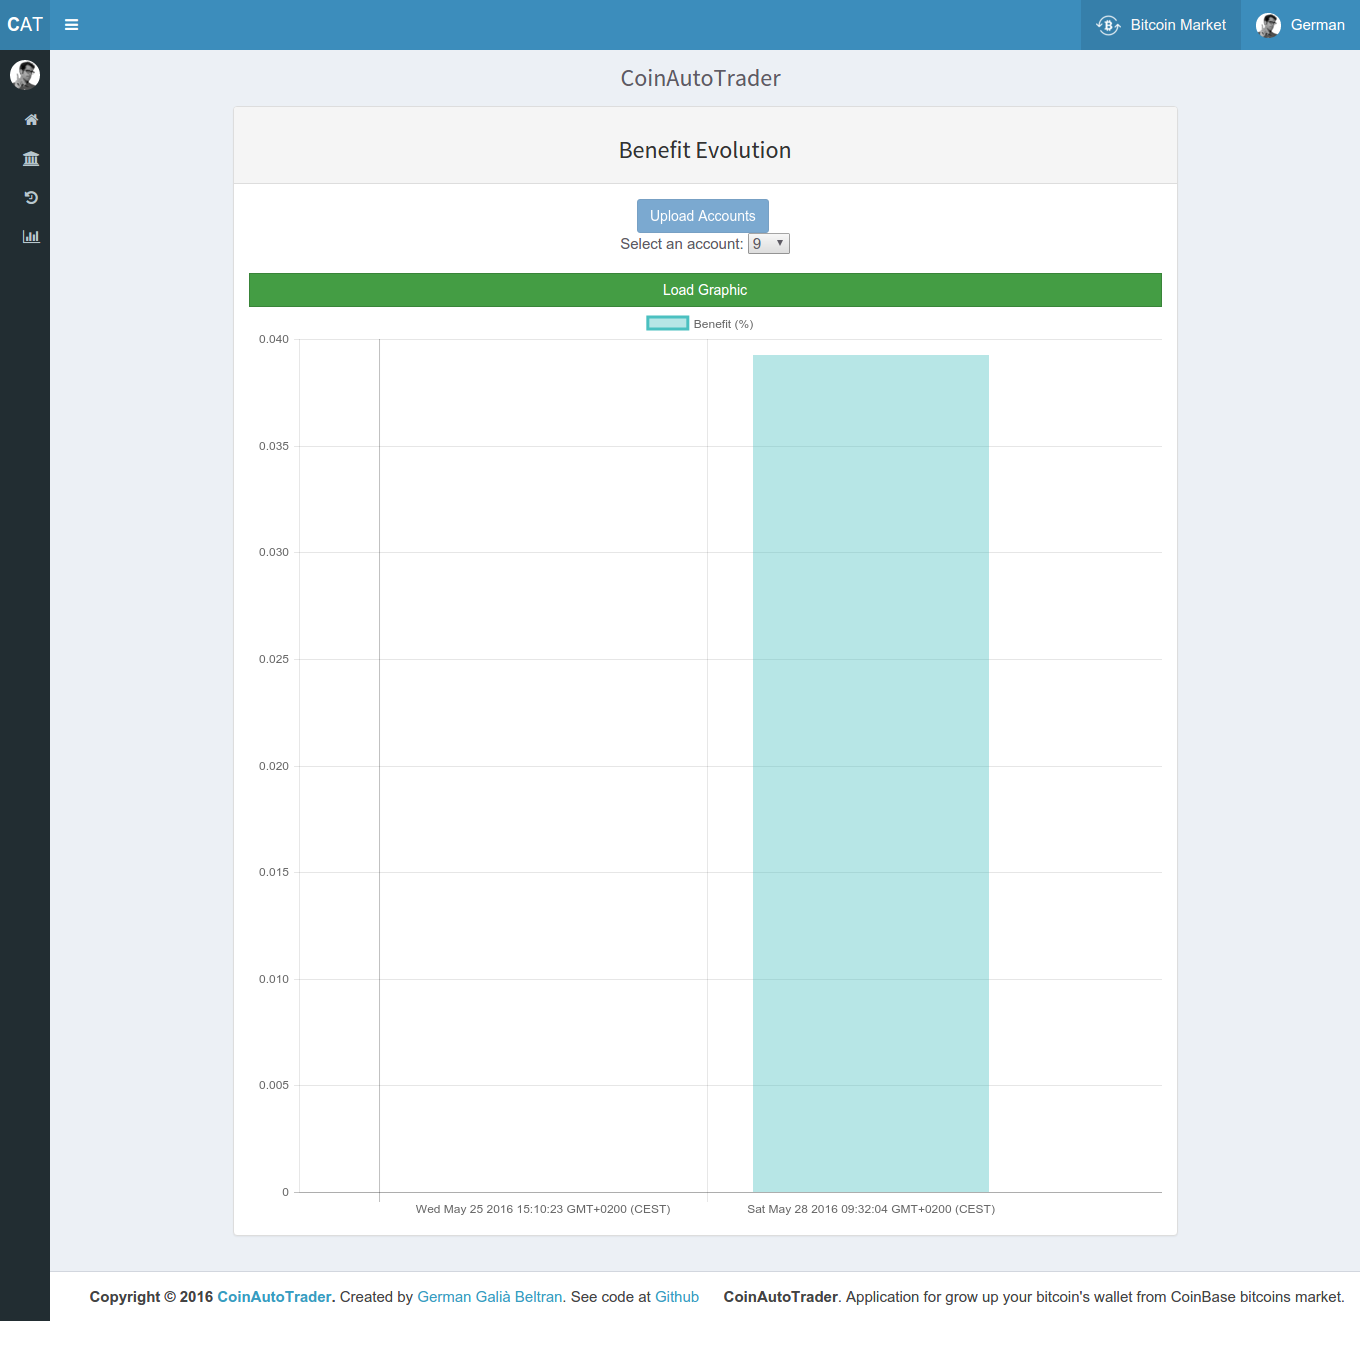 CAT
Bitcoin Market
German
CoinAutoTrader
Benefit Evolution
Upload Accounts
Select an account: 9
Load Graphic
Benefit (%)
0.040
0.035
0.030
0.025
0.020
0.015
0.010
0.005
0
Wed May 25 2016 15:10:23 GMT+0200 (CEST)
Sat May 28 2016 09:32:04 GMT+0200 (CEST)
Copyright © 2016 CoinAutoTrader. Created by German Galià Beltran. See code at Github
CoinAutoTrader. Application for grow up your bitcoin's wallet from CoinBase bitcoins market.